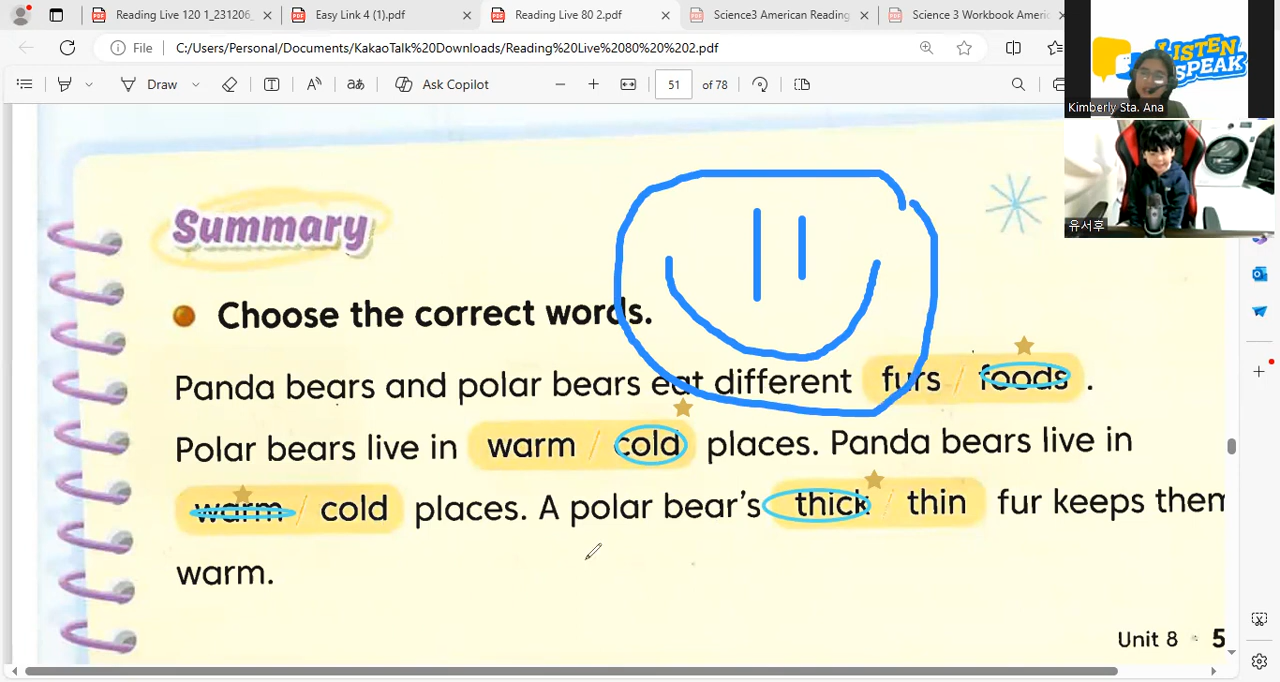 Reading Live 120 1_231206_
Easy Link 4 (1).pdf
Reading Live 80 2.pdf
Science3 American Reading
Science 3 Workbook Americ
File C:/Users/Personal/Documents/KakaoTalk%20Downloads/Reading%20Live%2080%20%202.pdf
Draw aあ Ask Copilot 51 of 78
LISTEN
SPEAK
Kimberly Sta. Ana
유서후
Summary
Choose the correct words.
Panda bears and polar bears eat different furs / foods .
Polar bears live in warm / cold places. Panda bears live in
warm / cold places. A polar bear's thick / thin fur keeps them
warm.
Unit 8 5